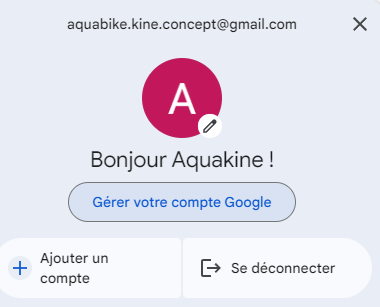 aquabike.kine.concept@gmail.com
A
Bonjour Aquakine !
Gérer votre compte Google
Ajouter un
compte
Se déconnecter